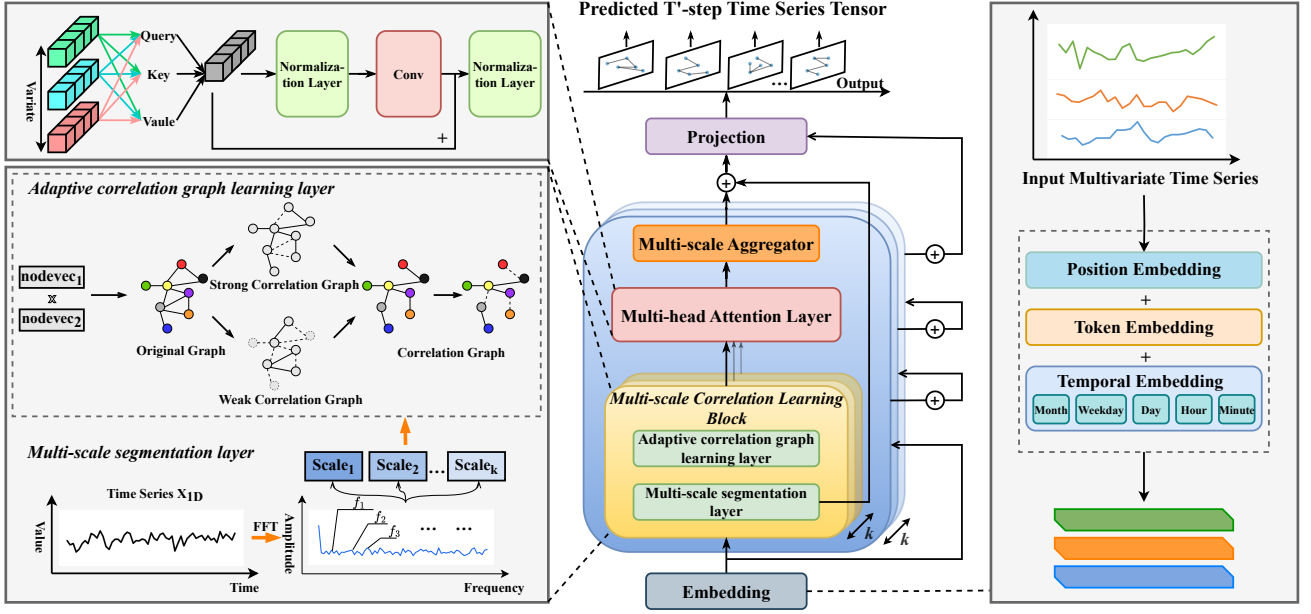 Variate
Query
Key
Vaule
Normaliza-
tion Layer
Conv
Normaliza-
tion Layer
+
Adaptive correlation graph learning layer
nodevec1
x
nodevec2
Original Graph
Strong Correlation Graph
Weak Correlation Graph
Correlation Graph
Multi-scale segmentation layer
Time Series X1D
Value
Time
FFT
Scale1
Scale2
...
Scalek
Amplitude
f1
f2
f3
... ...
Frequency
Predicted T'-step Time Series Tensor
...
Output
Projection
+
Multi-scale Aggregator
+
Multi-head Attention Layer
+
+
Multi-scale Correlation Learning
Block
Adaptive correlation graph
learning layer
Multi-scale segmentation
layer
k
k
Embedding
Input Multivariate Time Series
Position Embedding
+
Token Embedding
+
Temporal Embedding
Month
Weekday
Day
Hour
Minute